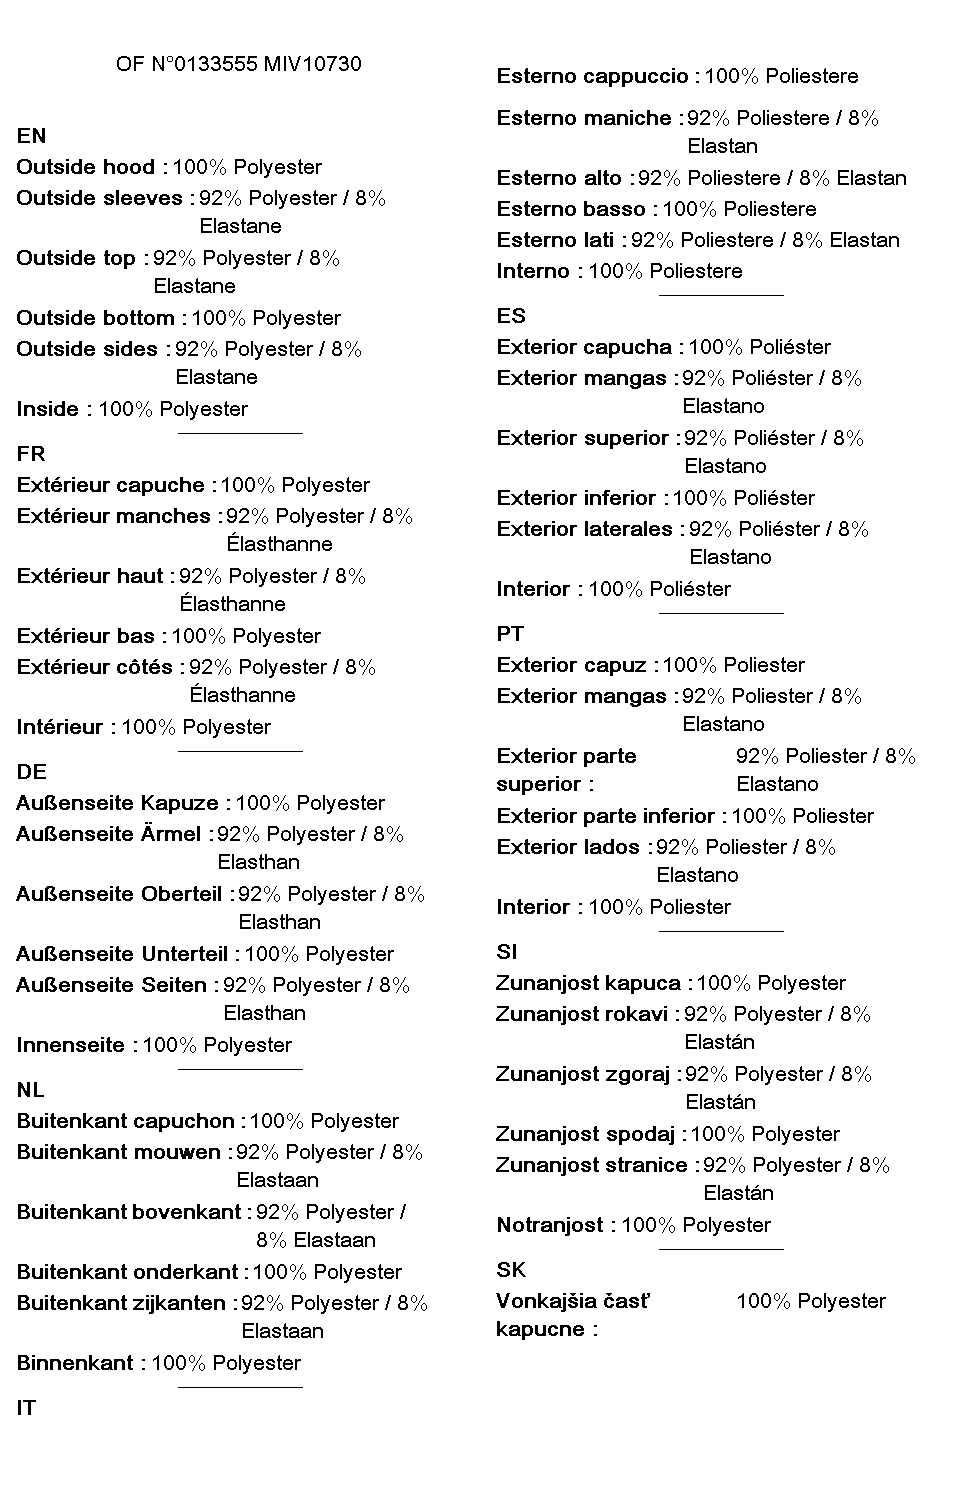 OF N°0133555 MIV10730
EN
Outside hood : 100% Polyester
Outside sleeves : 92% Polyester / 8%
Elastane
Outside top : 92% Polyester / 8%
Elastane
Outside bottom : 100% Polyester
Outside sides : 92% Polyester / 8%
Elastane
Inside : 100% Polyester
FR
Extérieur capuche : 100% Polyester
Extérieur manches : 92% Polyester / 8%
Élasthanne
Extérieur haut : 92% Polyester / 8%
Élasthanne
Extérieur bas : 100% Polyester
Extérieur côtés : 92% Polyester / 8%
Élasthanne
Intérieur : 100% Polyester
DE
Außenseite Kapuze : 100% Polyester
Außenseite Ärmel : 92% Polyester / 8%
Elasthan
Außenseite Oberteil : 92% Polyester / 8%
Elasthan
Außenseite Unterteil : 100% Polyester
Außenseite Seiten : 92% Polyester / 8%
Elasthan
Innenseite : 100% Polyester
NL
Buitenkant capuchon : 100% Polyester
Buitenkant mouwen : 92% Polyester / 8%
Elastaan
Buitenkant bovenkant : 92% Polyester /
8% Elastaan
Buitenkant onderkant : 100% Polyester
Buitenkant zijkanten : 92% Polyester / 8%
Elastaan
Binnenkant : 100% Polyester
IT
Esterno cappuccio : 100% Poliestere
Esterno maniche : 92% Poliestere / 8%
Elastan
Esterno alto : 92% Poliestere / 8% Elastan
Esterno basso : 100% Poliestere
Esterno lati : 92% Poliestere / 8% Elastan
Interno : 100% Poliestere
ES
Exterior capucha : 100% Poliéster
Exterior mangas : 92% Poliéster / 8%
Elastano
Exterior superior : 92% Poliéster / 8%
Elastano
Exterior inferior : 100% Poliéster
Exterior laterales : 92% Poliéster / 8%
Elastano
Interior : 100% Poliéster
PT
Exterior capuz : 100% Poliester
Exterior mangas : 92% Poliester / 8%
Elastano
Exterior parte 92% Poliester / 8%
superior : Elastano
Exterior parte inferior : 100% Poliester
Exterior lados : 92% Poliester / 8%
Elastano
Interior : 100% Poliester
SI
Zunanjost kapuca : 100% Polyester
Zunanjost rokavi : 92% Polyester / 8%
Elastán
Zunanjost zgoraj : 92% Polyester / 8%
Elastán
Zunanjost spodaj : 100% Polyester
Zunanjost stranice : 92% Polyester / 8%
Elastán
Notranjost : 100% Polyester
SK
Vonkajšia časť 100% Polyester
kapucne :